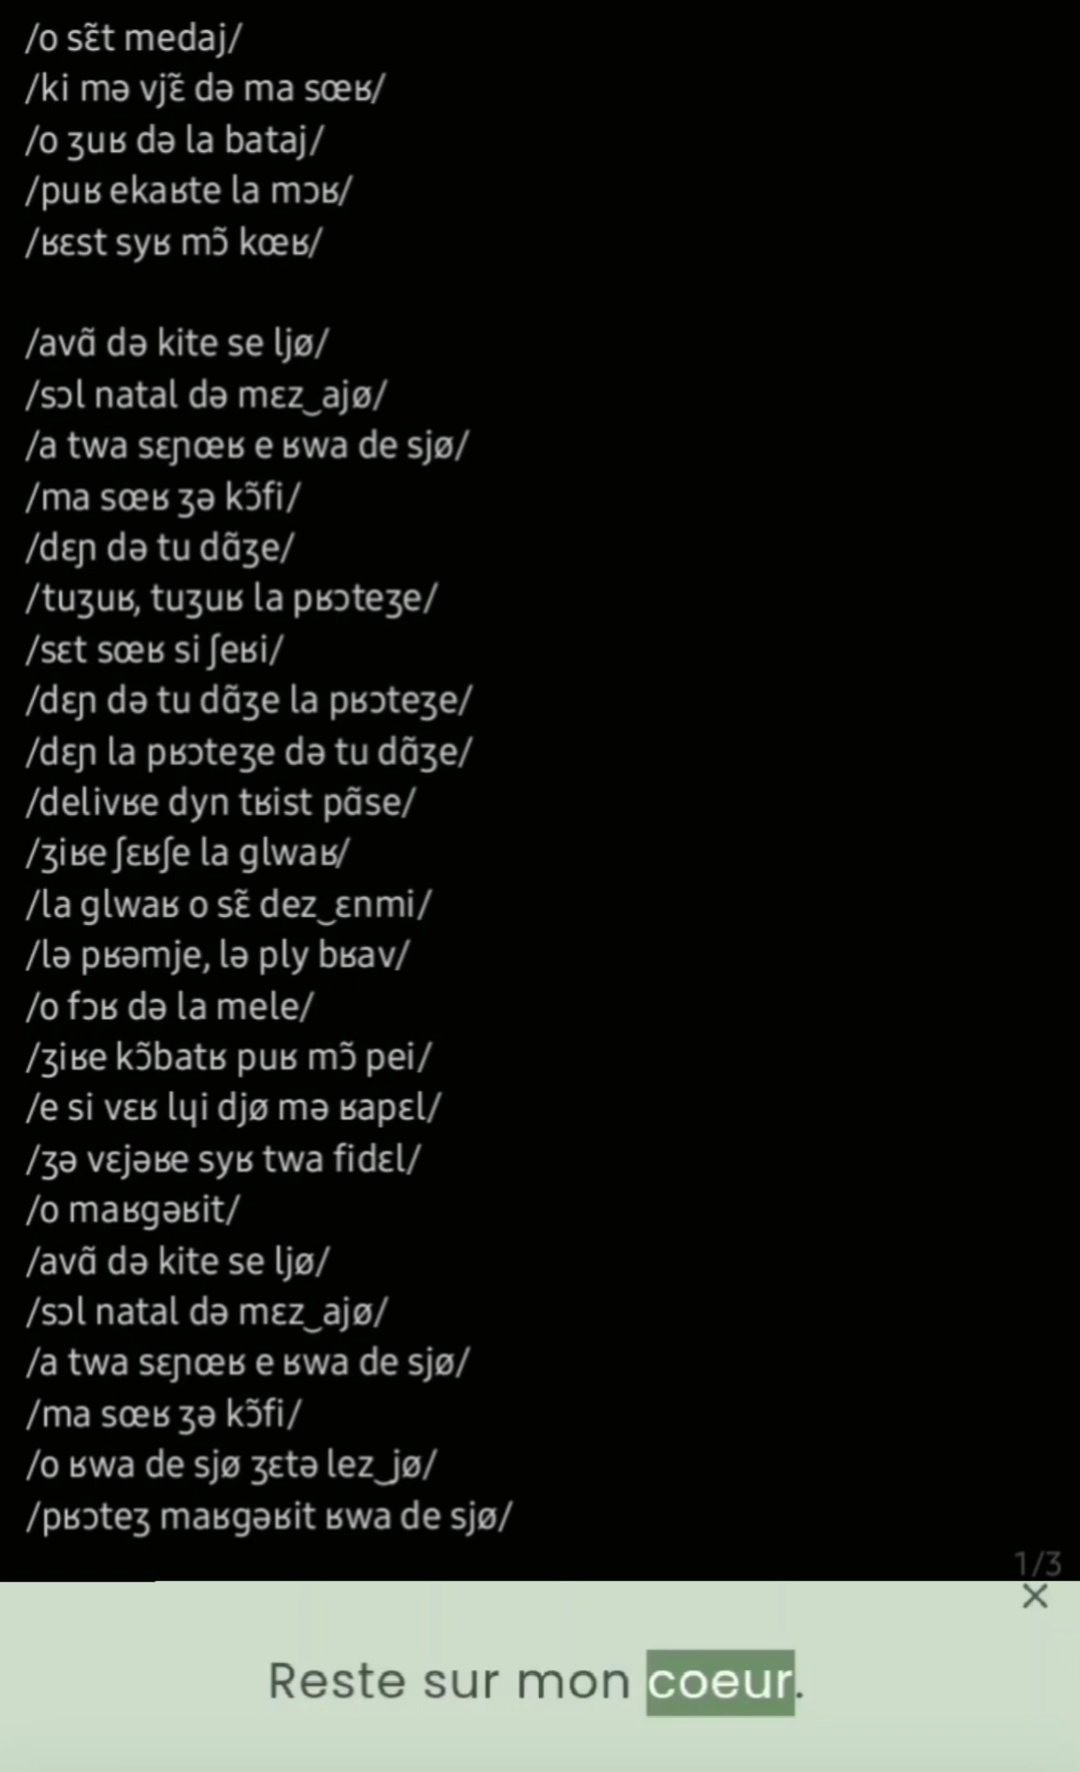 /o sɛ̃t medaj/
/ki mə vjɛ̃ də ma sœʁ/
/o ʒuʁ də la bataj/
/puʁ ekaʁte la mɔʁ/
/ʁɛst syʁ mɔ̃ kœʁ/
/avɑ̃ də kite se ljø/
/sɔl natal də mɛz‿ajø/
/a twa sɛɲœʁ e ʁwa de sjø/
/ma sœʁ ʒə kɔ̃fi/
/dɛɲ də tu dɑ̃ʒe/
/tuʒuʁ, tuʒuʁ la pʁɔteʒe/
/sɛt sœʁ si ʃeʁi/
/dɛɲ də tu dɑ̃ʒe la pʁɔteʒe/
/dɛɲ la pʁɔteʒe də tu dɑ̃ʒe/
/delivʁe dyn tʁist pɑ̃se/
/ʒiʁe ʃɛʁʃe la glwaʁ/
/la glwaʁ o sɛ̃ dez‿ɛnmi/
/lə pʁəmje, lə ply bʁav/
/o fɔʁ də la mele/
/ʒiʁe kɔ̃batʁ puʁ mɔ̃ pei/
/e si vɛʁ lɥi djø mə ʁapɛl/
/ʒə vɛjəʁe syʁ twa fidɛl/
/o maʁgəʁit/
/avɑ̃ də kite se ljø/
/sɔl natal də mɛz‿ajø/
/a twa sɛɲœʁ e ʁwa de sjø/
/ma sœʁ ʒə kɔ̃fi/
/o ʁwa de sjø ʒɛtə lez‿jø/
/pʁɔteʒ maʁgəʁit ʁwa de sjø/
1/3
×
Reste sur mon coeur.